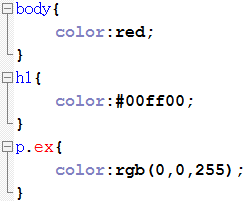 body{
color:red;
}
h1{
color:#00ff00;
}
p.ex{
color:rgb(0,0,255);
}